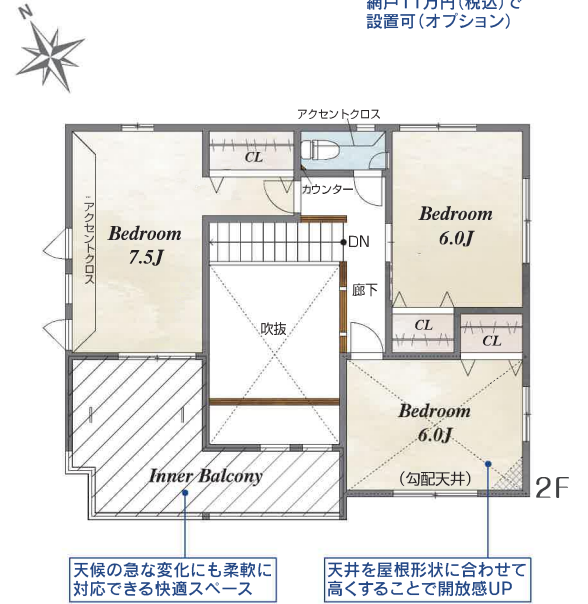 網戸11万円(税込)で
設置可(オプション)
N
アクセントクロス
CL
カウンター
アクセントクロス
Bedroom
7.5J
Bedroom
6.0J
DN
廊下
吹抜
CL
CL
Bedroom
6.0J
(勾配天井)
Inner Balcony
2F
天候の急な変化にも柔軟に
対応できる快適スペース
天井を屋根形状に合わせて
高くすることで開放感UP